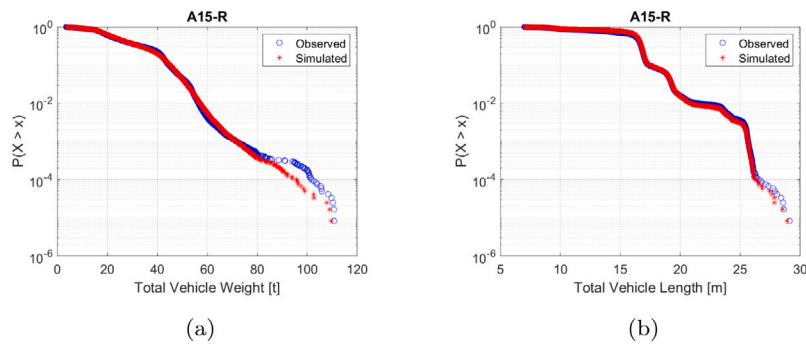 A15-R
10^0
10^-2
10^-4
10^-6
P(X > x)
0 20 40 60 80 100 120
Total Vehicle Weight [t]
Observed
Simulated
(a)
A15-R
10^0
10^-2
10^-4
10^-6
P(X > x)
5 10 15 20 25 30
Total Vehicle Length [m]
Observed
Simulated
(b)